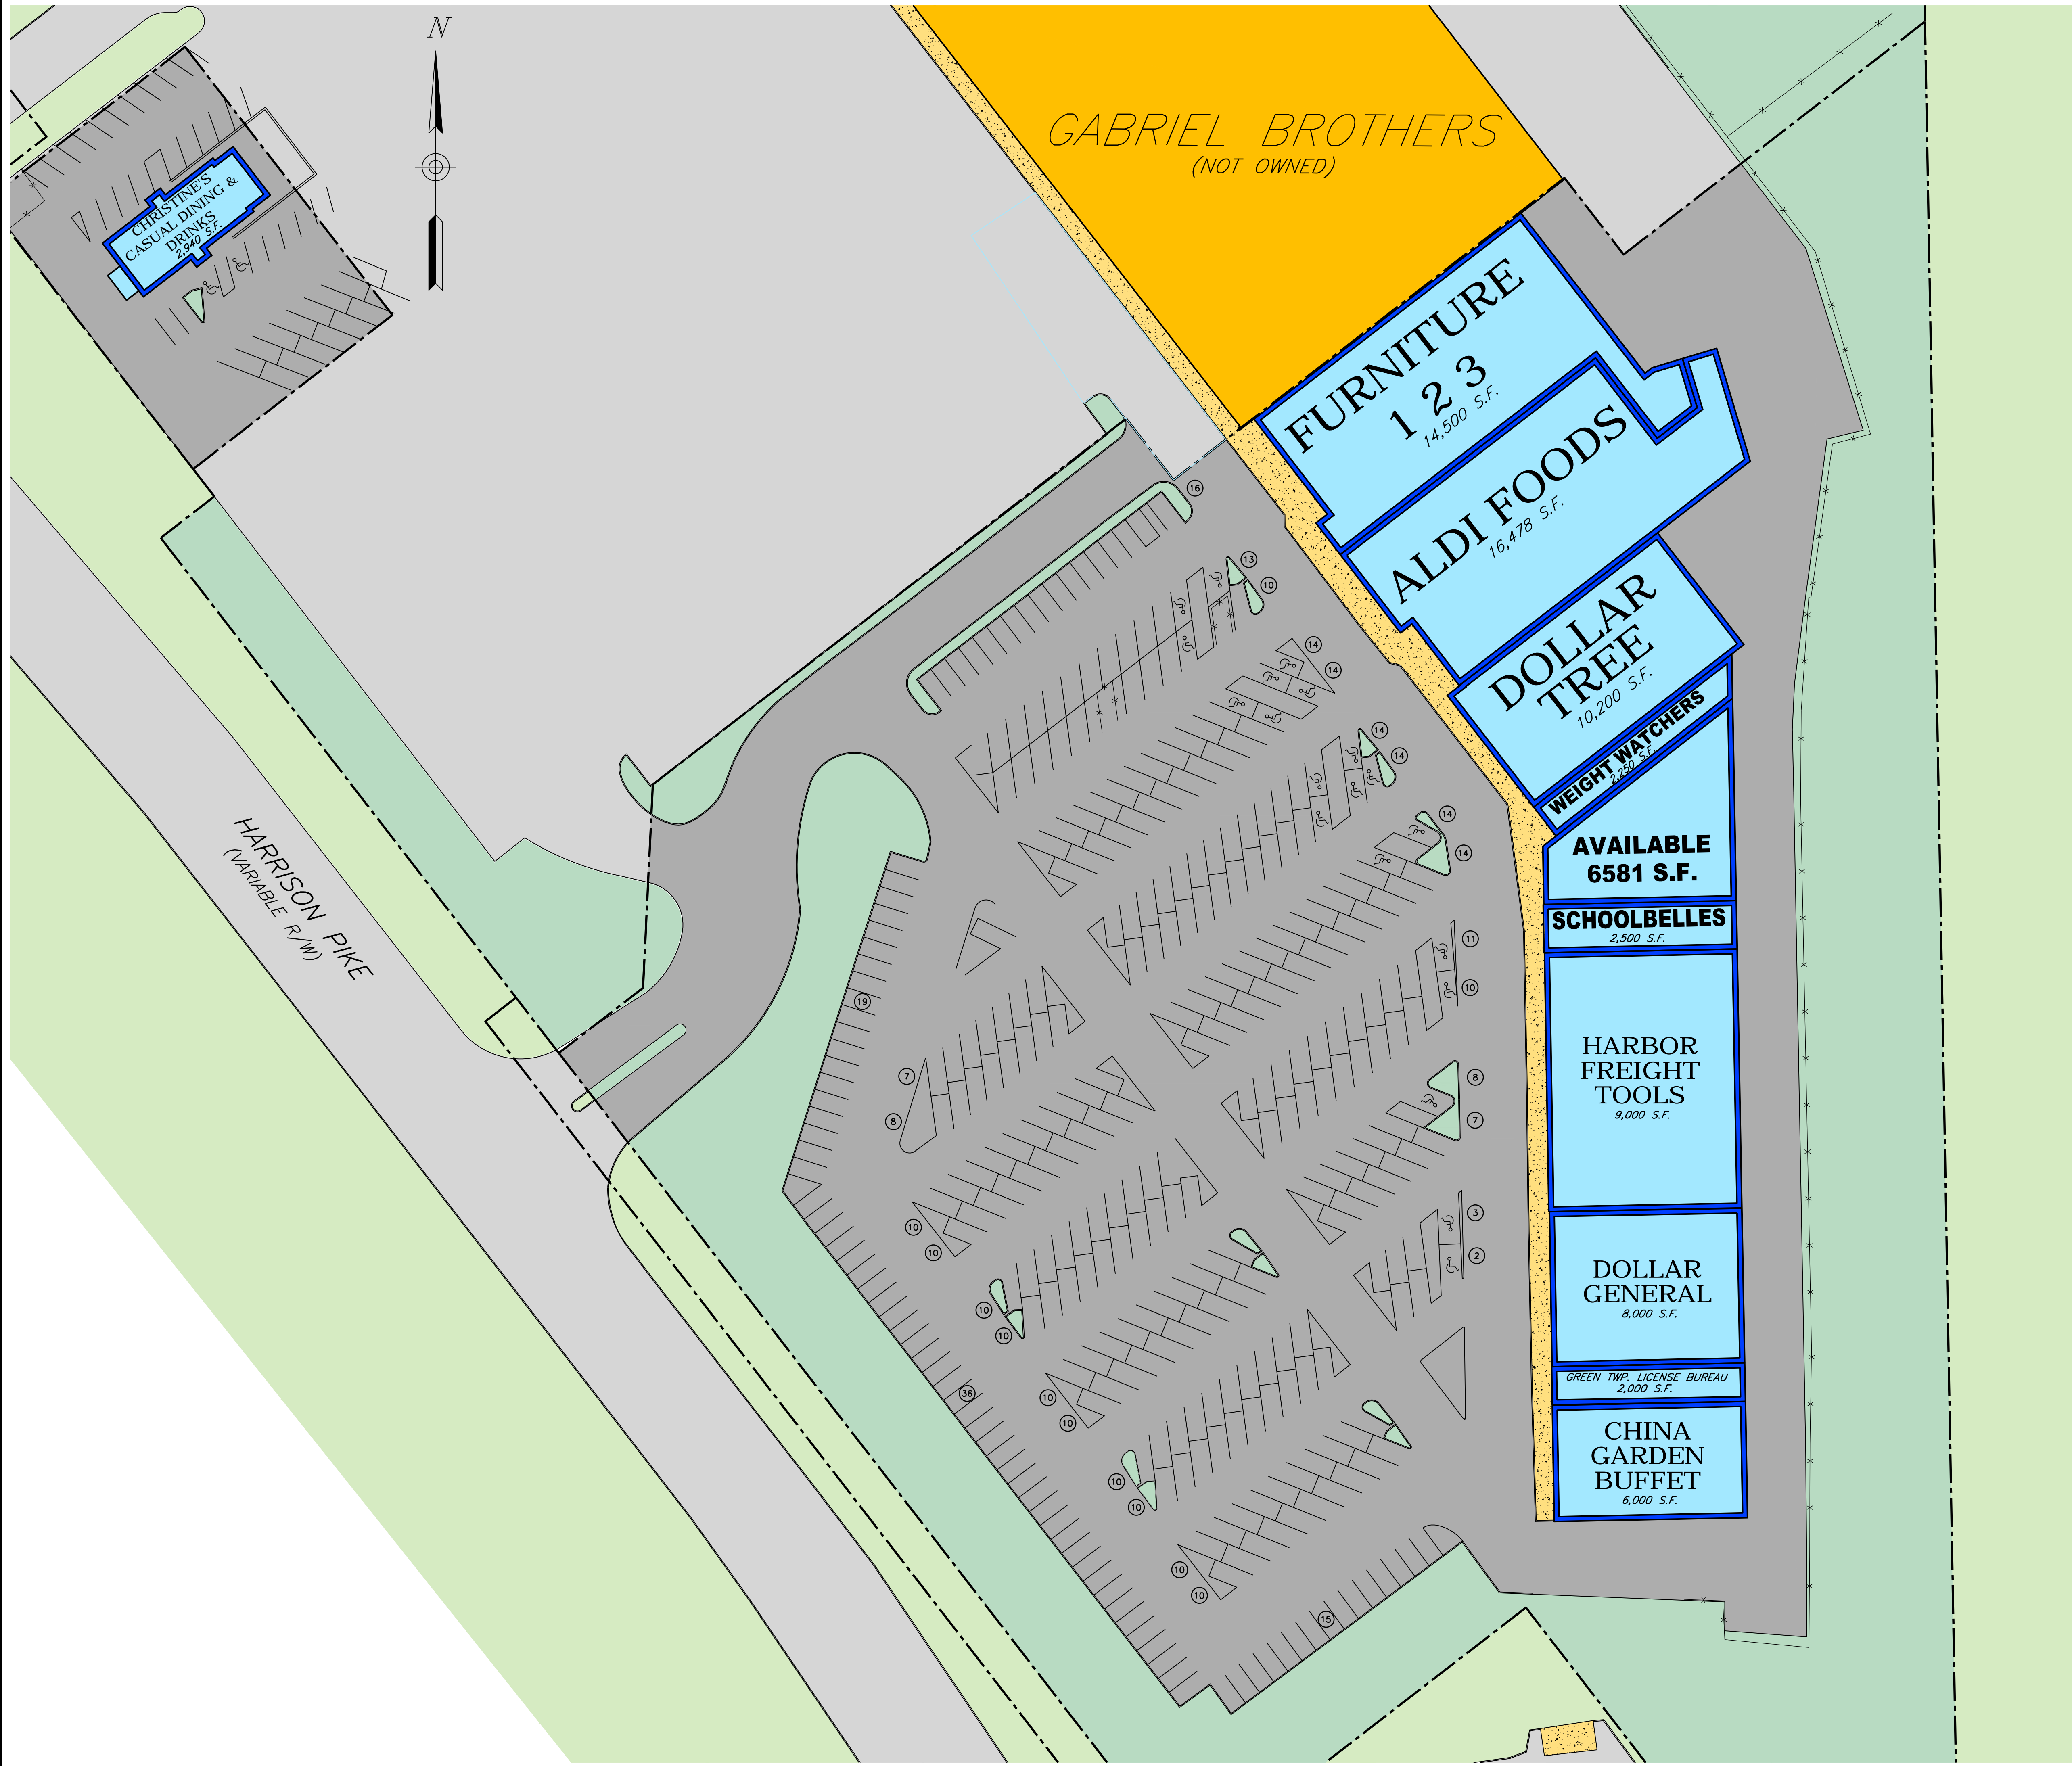 N
GABRIEL BROTHERS
(NOT OWNED)
CHRISTINE'S
CASUAL DINING &
DRINKS
2,940 S.F.
FURNITURE
1 2 3
14,500 S.F.
ALDI FOODS
16,478 S.F.
DOLLAR
TREE
10,200 S.F.
WEIGHT WATCHERS
2,250 S.F.
AVAILABLE
6581 S.F.
SCHOOLBELLES
2,500 S.F.
HARBOR
FREIGHT
TOOLS
9,000 S.F.
DOLLAR
GENERAL
8,000 S.F.
GREEN TWP. LICENSE BUREAU
2,000 S.F.
CHINA
GARDEN
BUFFET
6,000 S.F.
HARRISON PIKE
(VARIABLE R/W)
16
13
10
14
14
14
14
14
14
11
10
8
7
3
2
19
7
8
10
10
10
10
36
10
10
10
10
10
10
15